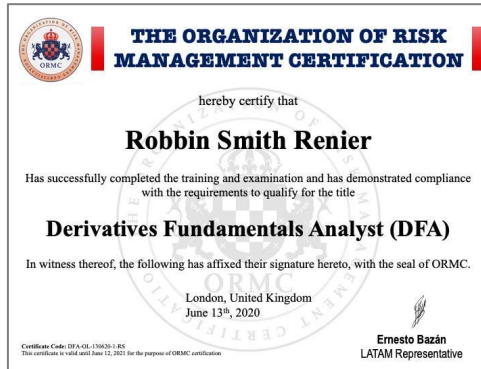 ORMC
THE ORGANIZATION OF RISK
MANAGEMENT CERTIFICATION
hereby certify that
Robbin Smith Renier
Has successfully completed the training and examination and has demonstrated compliance
with the requirements to qualify for the title
Derivatives Fundamentals Analyst (DFA)
In witness thereof, the following has affixed their signature hereto, with the seal of ORMC.
ORMC
London, United Kingdom
June 13th, 2020
Ernesto Bazán
LATAM Representative
Certificate Code: DFA-OL-130620-1-RS
This certificate is valid until June 12, 2021 for the purpose of ORMC certification